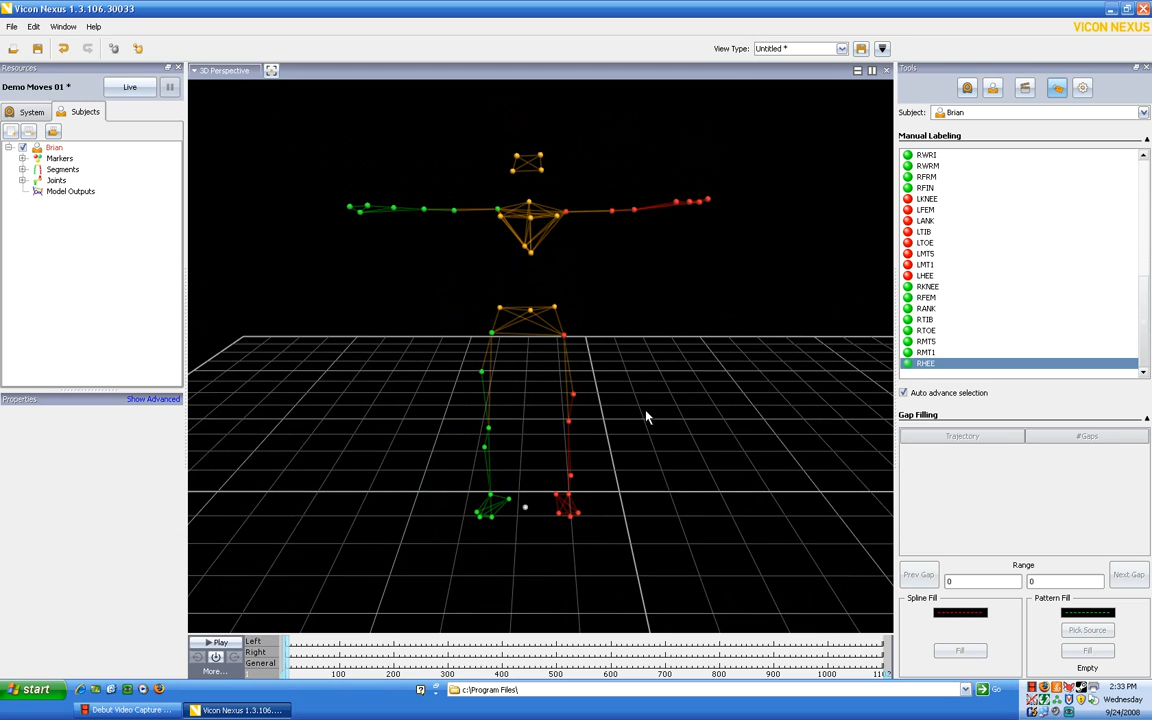 Vicon Nexus 1.3.106.30033
File Edit Window Help
VICON NEXUS
View Type: Untitled *
Resources
Demo Moves 01 *
Live
System Subjects
Brian
Markers
Segments
Joints
Model Outputs
Properties Show Advanced
3D Perspective
Play
More...
Left
Right
General
1 100 200 300 400 500 600 700 800 900 1000
Tools
Subject: Brian
Manual Labeling
RWRI
RWRM
RFRM
RFIN
LKNEE
LFEM
LANK
LTIB
LTOE
LMT5
LMT1
LHEE
RKNEE
RFEM
RANK
RTIB
RTOE
RMT5
RMT1
RHEE
Auto advance selection
Gap Filling
Trajectory #Gaps
Range
Prev Gap 0 0 Next Gap
Spline Fill Pattern Fill
Pick Source
Fill Fill
Empty
start
c:\Program Files\
Go
Debut Video Capture ...
Vicon Nexus 1.3.106....
2:33 PM
Wednesday
9/24/2008